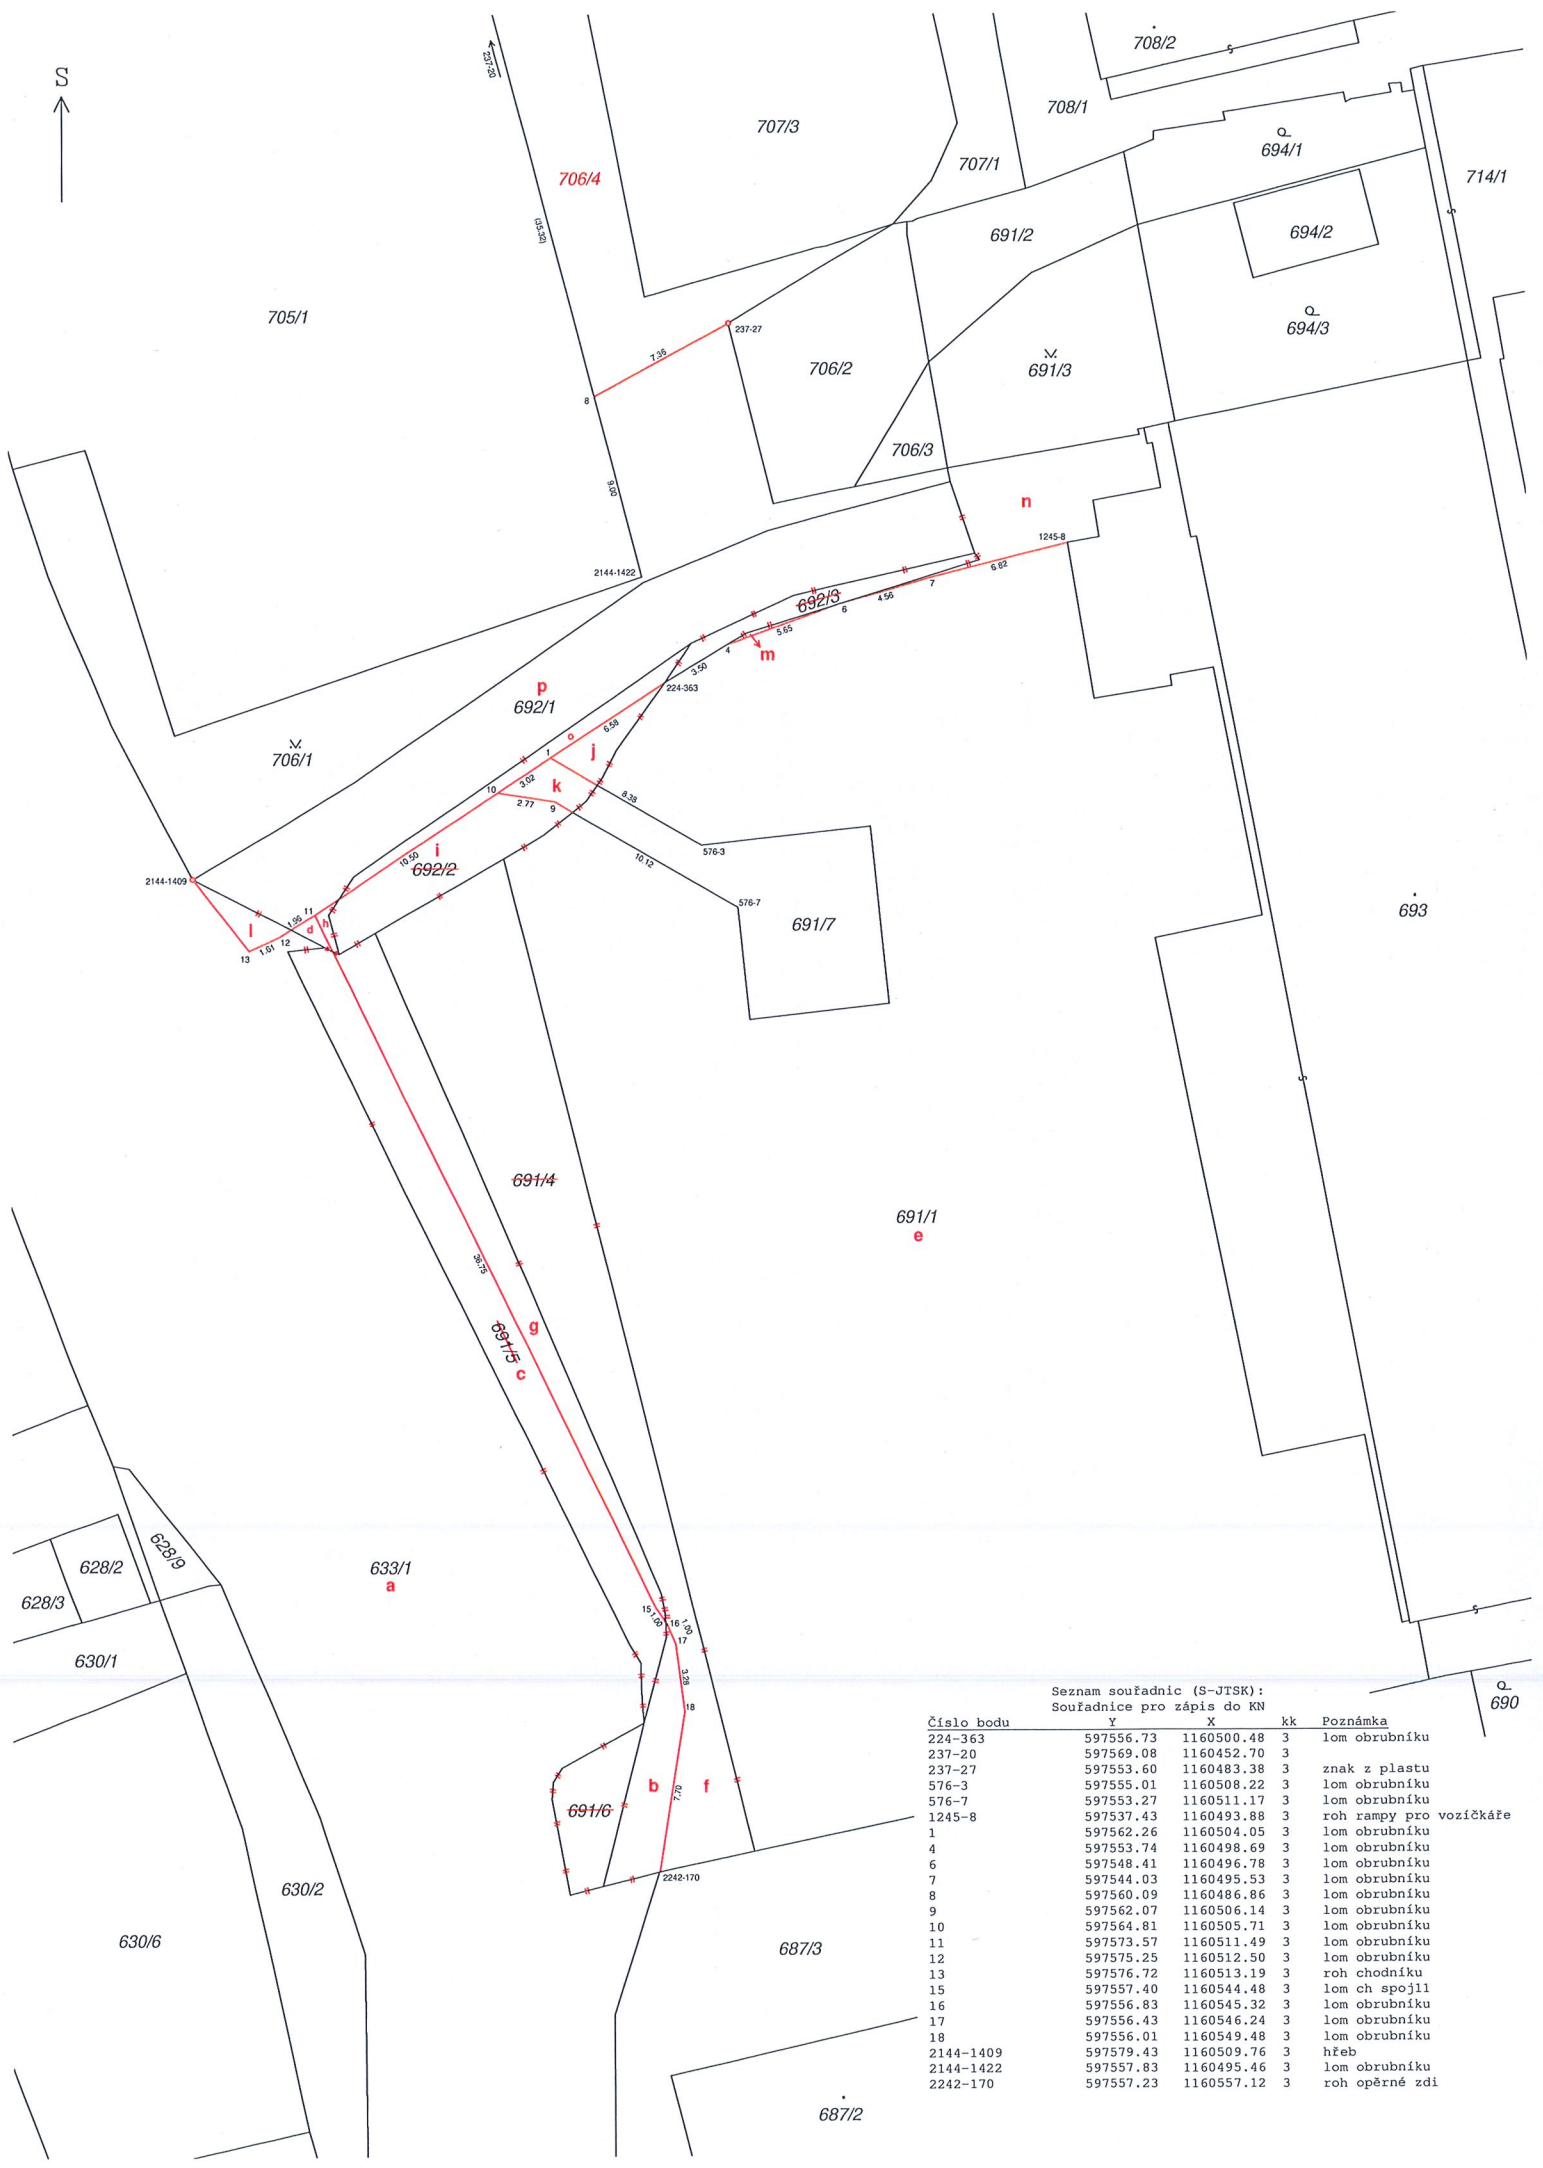 S
237-20
708/2
708/1
707/3
707/1
694/1
706/4
714/1
(35.32)
691/2
694/2
705/1
237-27
694/3
7.36
706/2
691/3
8
706/3
9.00
n
1245-8
2144-1422
6.82
7
692/3
4.56
6
5.65
4
m
3.50
p
224-363
692/1
6.58
o
j
1
706/1
3.02
k
10
2.77
9
8.38
i
10.50
576-3
692/2
10.12
2144-1409
576-7
11
1.96
h
693
691/7
l
d
12
1.61
13
691/4
691/1
e
36.75
g
691/5
c
628/9
628/2
633/1
a
628/3
15
1.00
16
1.00
17
630/1
3.28
18
690
b
f
7.70
691/6
2242-170
630/2
630/6
687/3
687/2
Seznam souřadnic (S-JTSK):
Souřadnice pro zápis do KN
Číslo bodu Y X kk Poznámka
224-363 597556.73 1160500.48 3 lom obrubníku
237-20 597569.08 1160452.70 3
237-27 597553.60 1160483.38 3 znak z plastu
576-3 597555.01 1160508.22 3 lom obrubníku
576-7 597553.27 1160511.17 3 lom obrubníku
1245-8 597537.43 1160493.88 3 roh rampy pro vozíčkáře
1 597562.26 1160504.05 3 lom obrubníku
4 597553.74 1160498.69 3 lom obrubníku
6 597548.41 1160496.78 3 lom obrubníku
7 597544.03 1160495.53 3 lom obrubníku
8 597560.09 1160486.86 3 lom obrubníku
9 597562.07 1160506.14 3 lom obrubníku
10 597564.81 1160505.71 3 lom obrubníku
11 597573.57 1160511.49 3 lom obrubníku
12 597575.25 1160512.50 3 lom obrubníku
13 597576.72 1160513.19 3 roh chodníku
15 597557.40 1160544.48 3 lom ch spojll
16 597556.83 1160545.32 3 lom obrubníku
17 597556.43 1160546.24 3 lom obrubníku
18 597556.01 1160549.48 3 lom obrubníku
2144-1409 597579.43 1160509.76 3 hřeb
2144-1422 597557.83 1160495.46 3 lom obrubníku
2242-170 597557.23 1160557.12 3 roh opěrné zdi